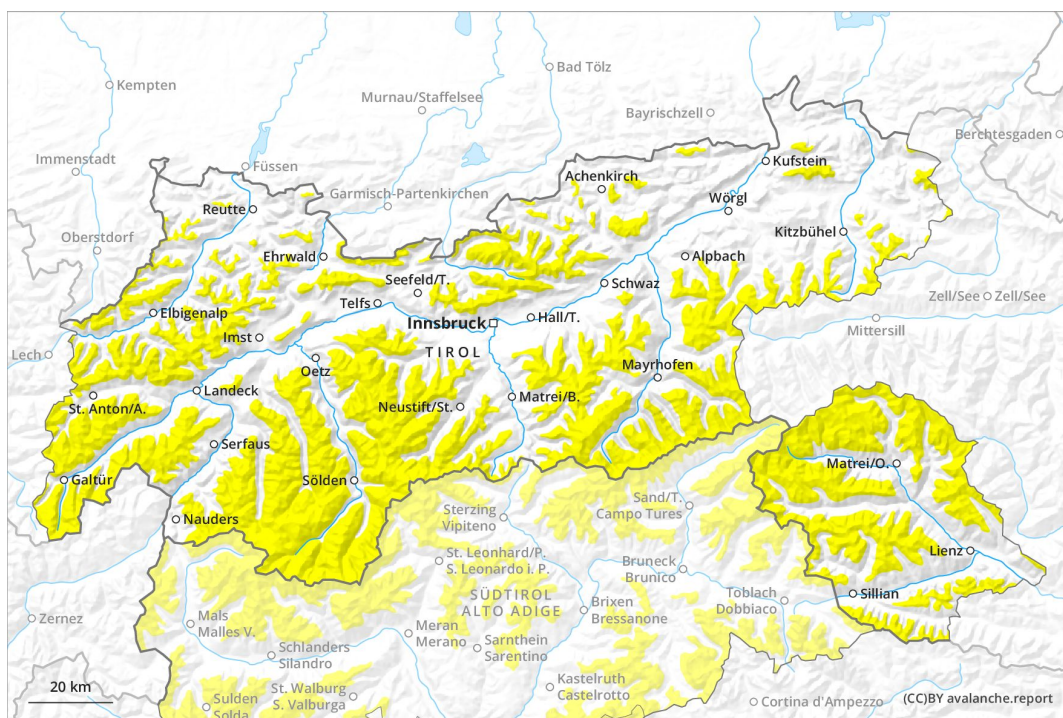 Bad Tölz
Kempten
Murnau/Staffelsee
Bayrischzell
Berchtesgaden
Immenstadt
Füssen
Kufstein
Achenkirch
Garmisch-Partenkirchen
Wörgl
Reutte
Oberstdorf
Kitzbühel
Ehrwald
Alpbach
Seefeld/T.
Schwaz
Zell/See
Zell/See
Telfs
Elbigenalp
Hall/T.
Innsbruck
Mittersill
Imst
Lech
TIROL
Oetz
Mayrhofen
Landeck
Matrei/B.
St. Anton/A.
Neustift/St.
Serfaus
Matrei/O.
Galtür
Sölden
Sand/T.
Campo Tures
Sterzing
Vipiteno
Nauders
Lienz
St. Leonhard/P.
S. Leonardo i. P.
Bruneck
Brunico
Sillian
SÜDTIROL
ALTO ADIGE
Toblach
Dobbiaco
Brixen
Bressanone
Mals
Malles V.
Zernez
Meran
Merano
Sarnthein
Sarentino
Schlanders
Silandro
Kastelruth
Castelrotto
20 km
St. Walburg
S. Valburga
Sulden
Solda
Cortina d'Ampezzo
(CC)BY avalanche.report